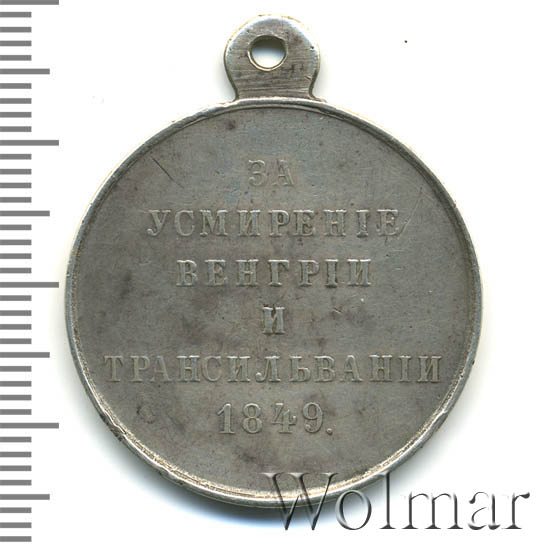 ЗА
УСМИРЕНІЕ
ВЕНГРІИ
И
ТРАНСИЛЬВАНІИ
1849.
Wolmar